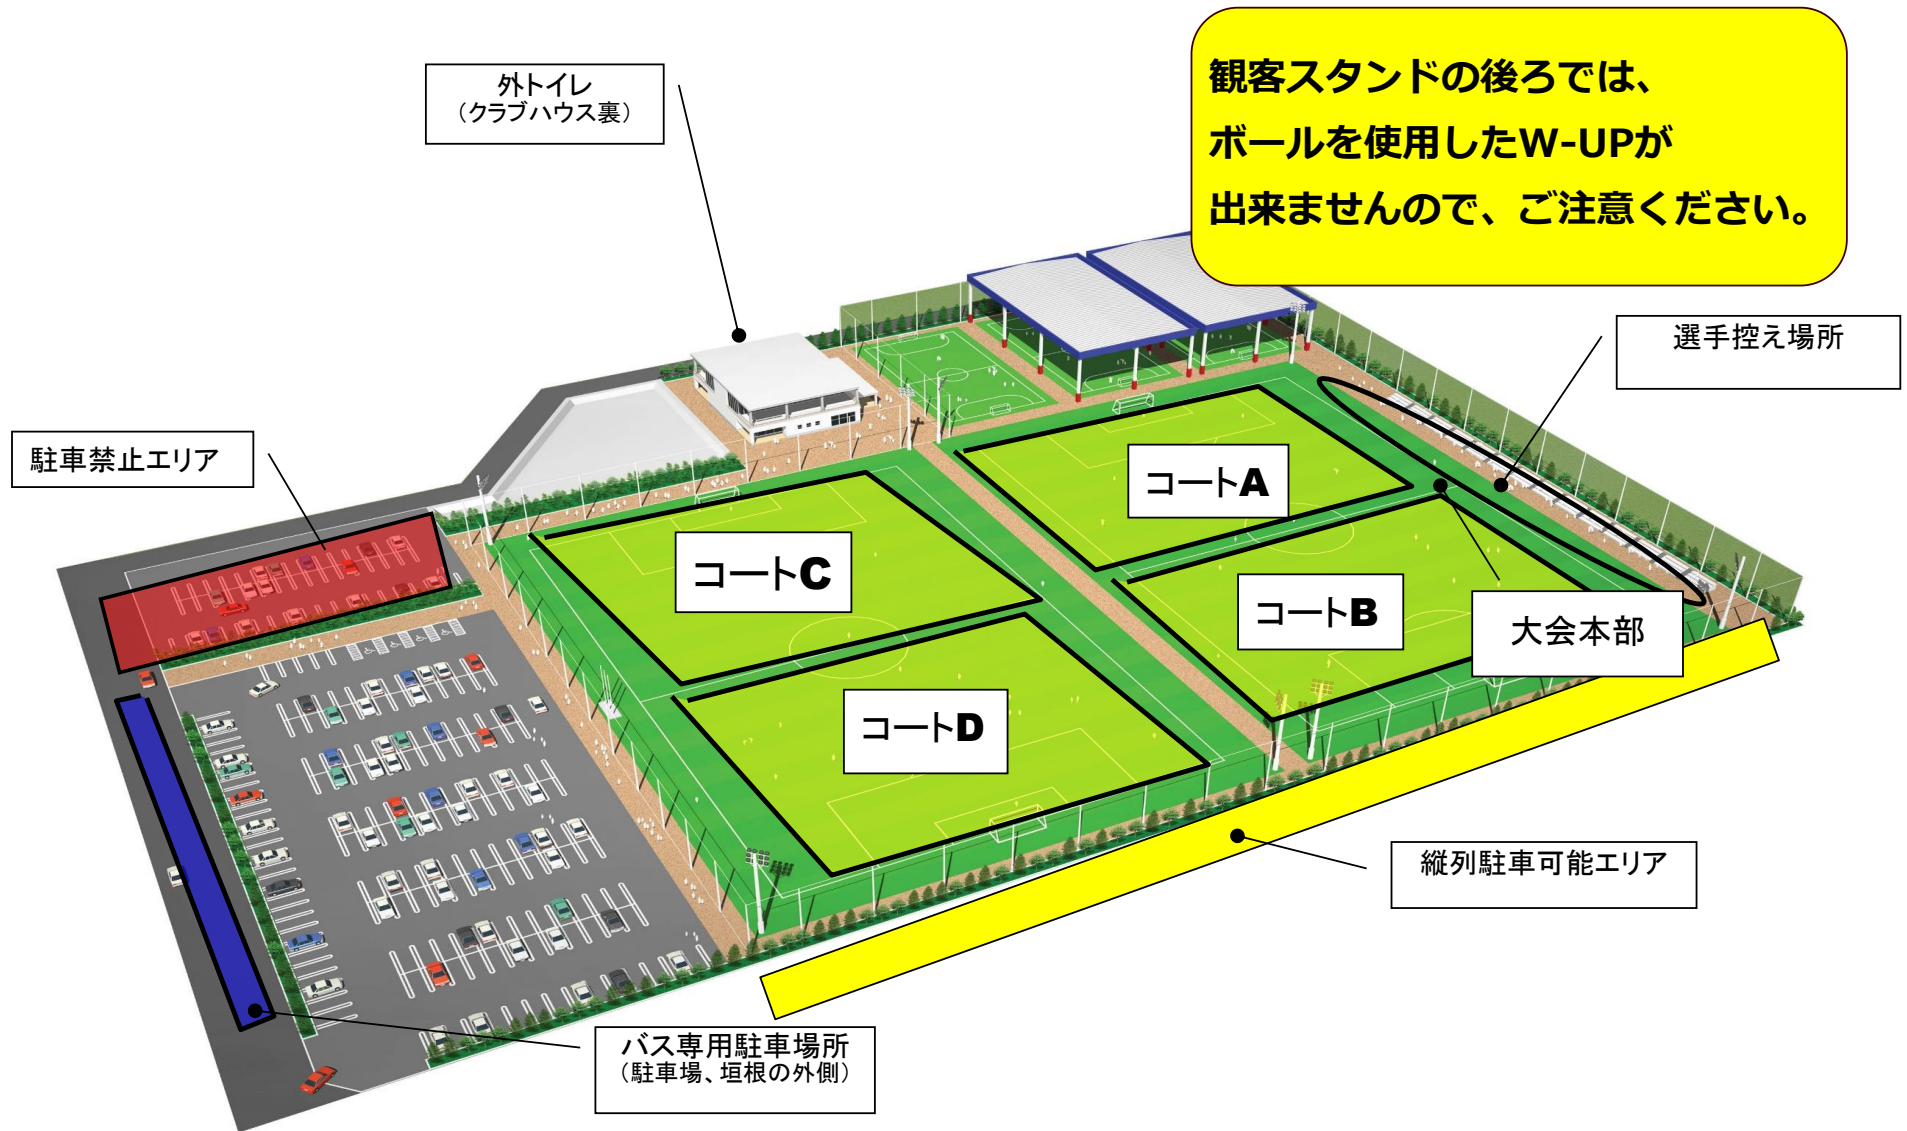 観客スタンドの後ろでは、
ボールを使用したW-UPが
出来ませんので、ご注意ください。
外トイレ
（クラブハウス裏）
選手控え場所
駐車禁止エリア
コートA
コートC
コートB
大会本部
コートD
縦列駐車可能エリア
バス専用駐車場所
（駐車場、垣根の外側）